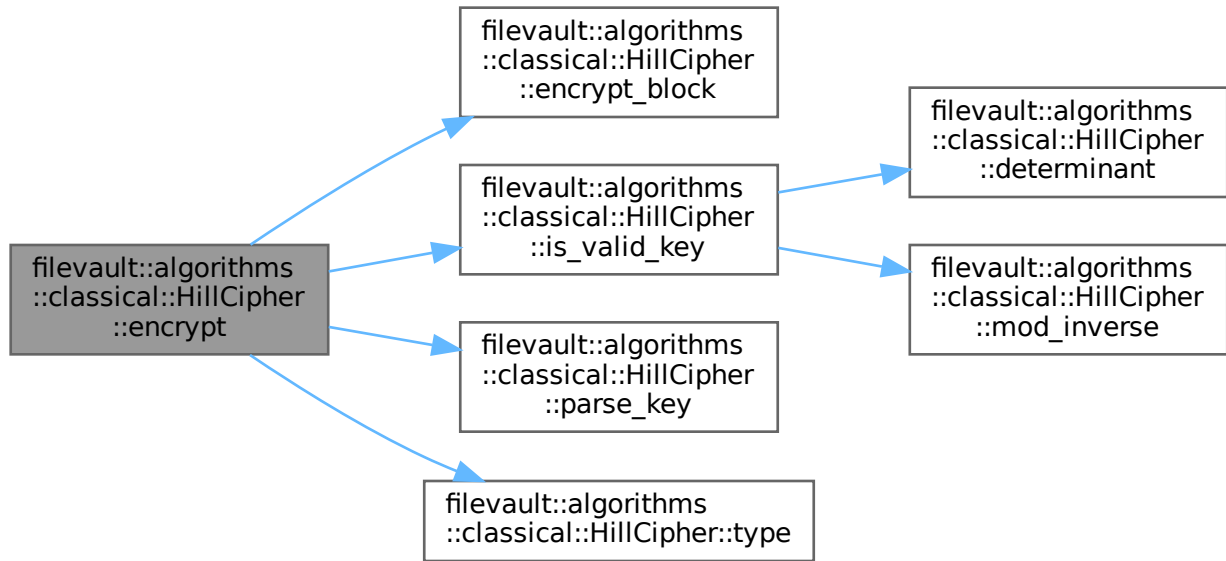 filevault::algorithms
::classical::HillCipher
::encrypt
filevault::algorithms
::classical::HillCipher
::encrypt_block
filevault::algorithms
::classical::HillCipher
::is_valid_key
filevault::algorithms
::classical::HillCipher
::parse_key
filevault::algorithms
::classical::HillCipher::type
filevault::algorithms
::classical::HillCipher
::determinant
filevault::algorithms
::classical::HillCipher
::mod_inverse